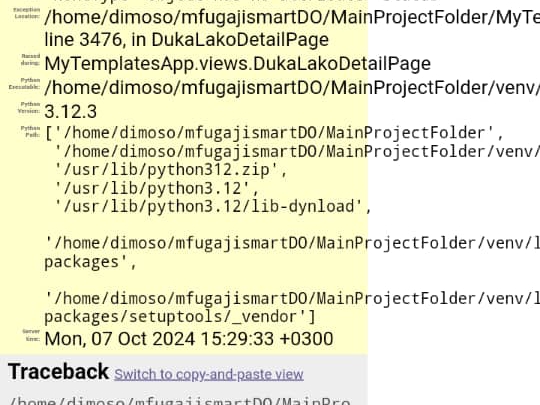 Exception
Location:
/home/dimoso/mfugajismartDO/MainProjectFolder/MyTe
line 3476, in DukaLakoDetailPage
Raised
during:
MyTemplatesApp.views.DukaLakoDetailPage
Python
Executable:
/home/dimoso/mfugajismartDO/MainProjectFolder/venv/
Python
Version:
3.12.3
Python
Path:
['/home/dimoso/mfugajismartDO/MainProjectFolder',
'/home/dimoso/mfugajismartDO/MainProjectFolder/venv/
'/usr/lib/python312.zip',
'/usr/lib/python3.12',
'/usr/lib/python3.12/lib-dynload',
'/home/dimoso/mfugajismartDO/MainProjectFolder/venv/l
packages',
'/home/dimoso/mfugajismartDO/MainProjectFolder/venv/l
packages/setuptools/_vendor']
Server
time:
Mon, 07 Oct 2024 15:29:33 +0300
Traceback Switch to copy-and-paste view
/home/dimoso/mfugajismartDO/MainPro